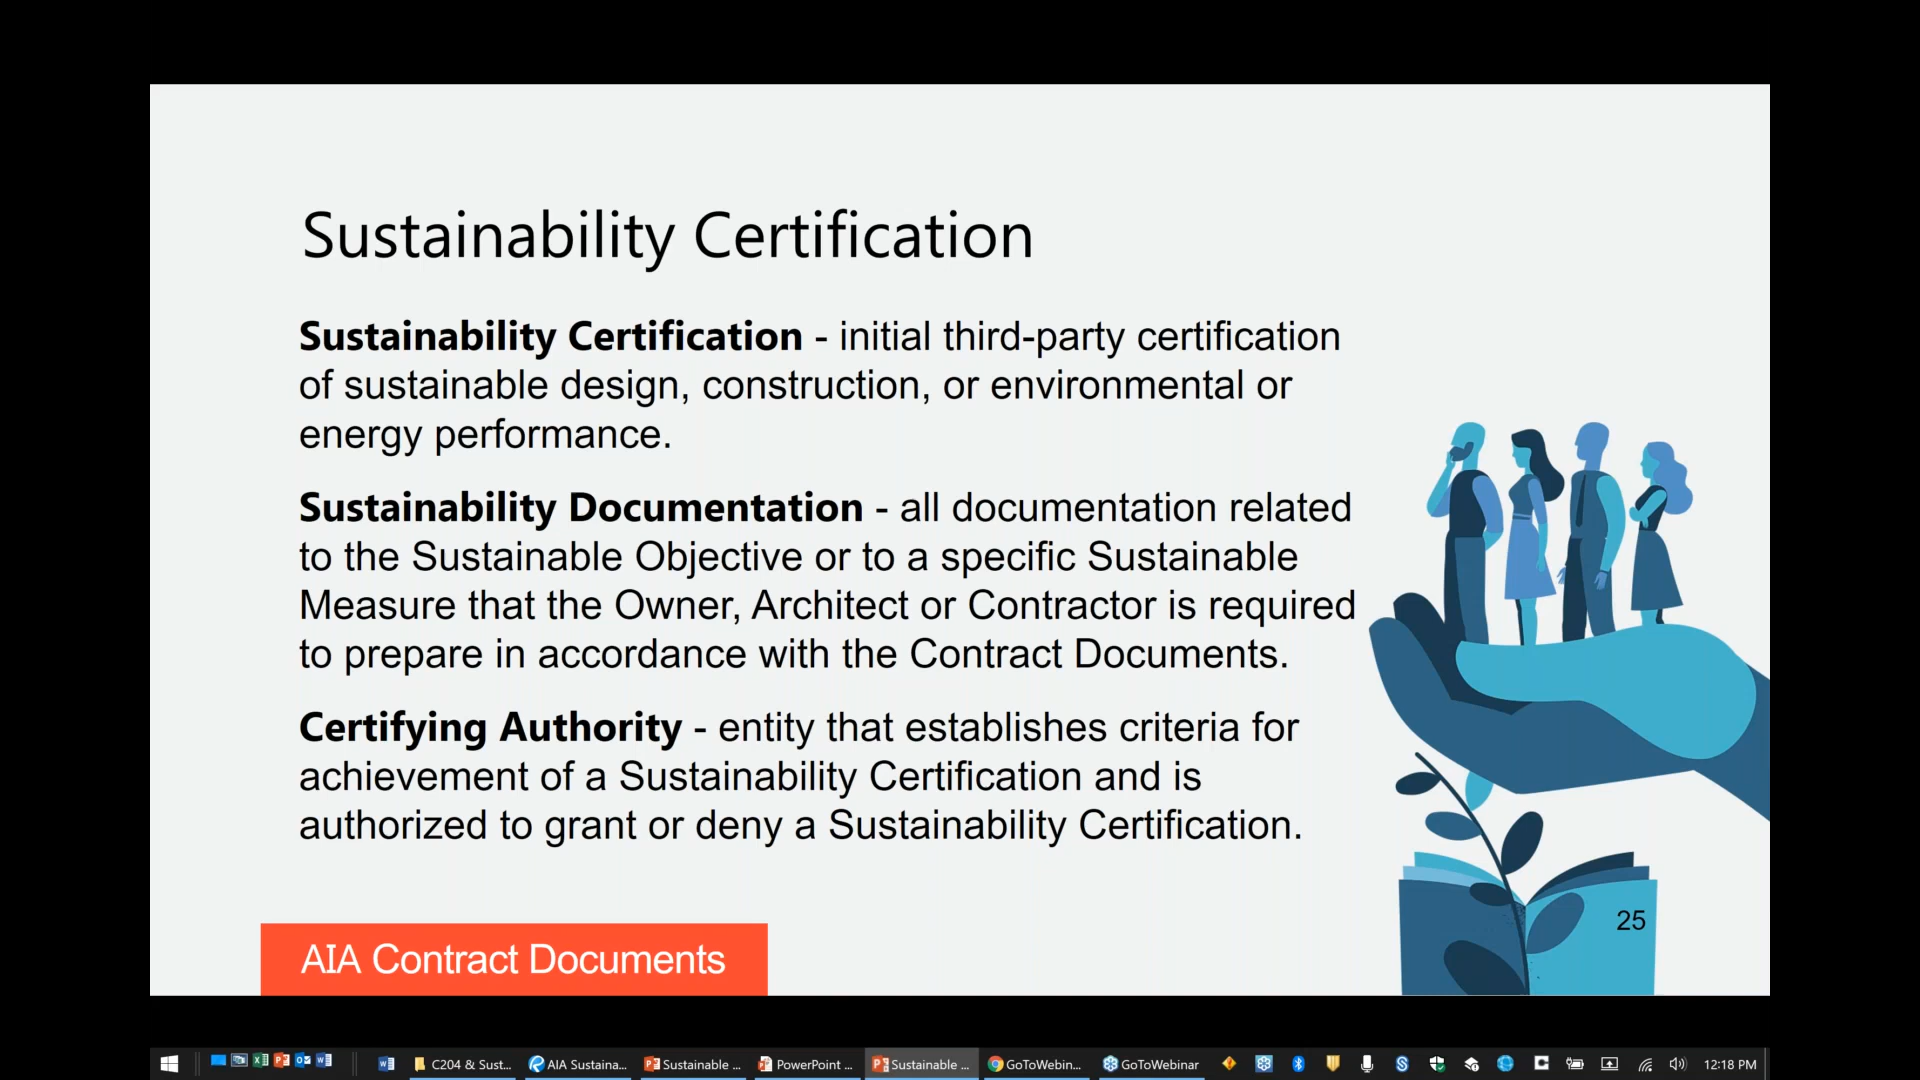 Sustainability Certification
Sustainability Certification - initial third-party certification
of sustainable design, construction, or environmental or
energy performance.
Sustainability Documentation - all documentation related
to the Sustainable Objective or to a specific Sustainable
Measure that the Owner, Architect or Contractor is required
to prepare in accordance with the Contract Documents.
Certifying Authority - entity that establishes criteria for
achievement of a Sustainability Certification and is
authorized to grant or deny a Sustainability Certification.
25
AIA Contract Documents
C204 & Sust... AIA Sustaina... Sustainable ... PowerPoint ... Sustainable ... GoToWebin... GoToWebinar 12:18 PM